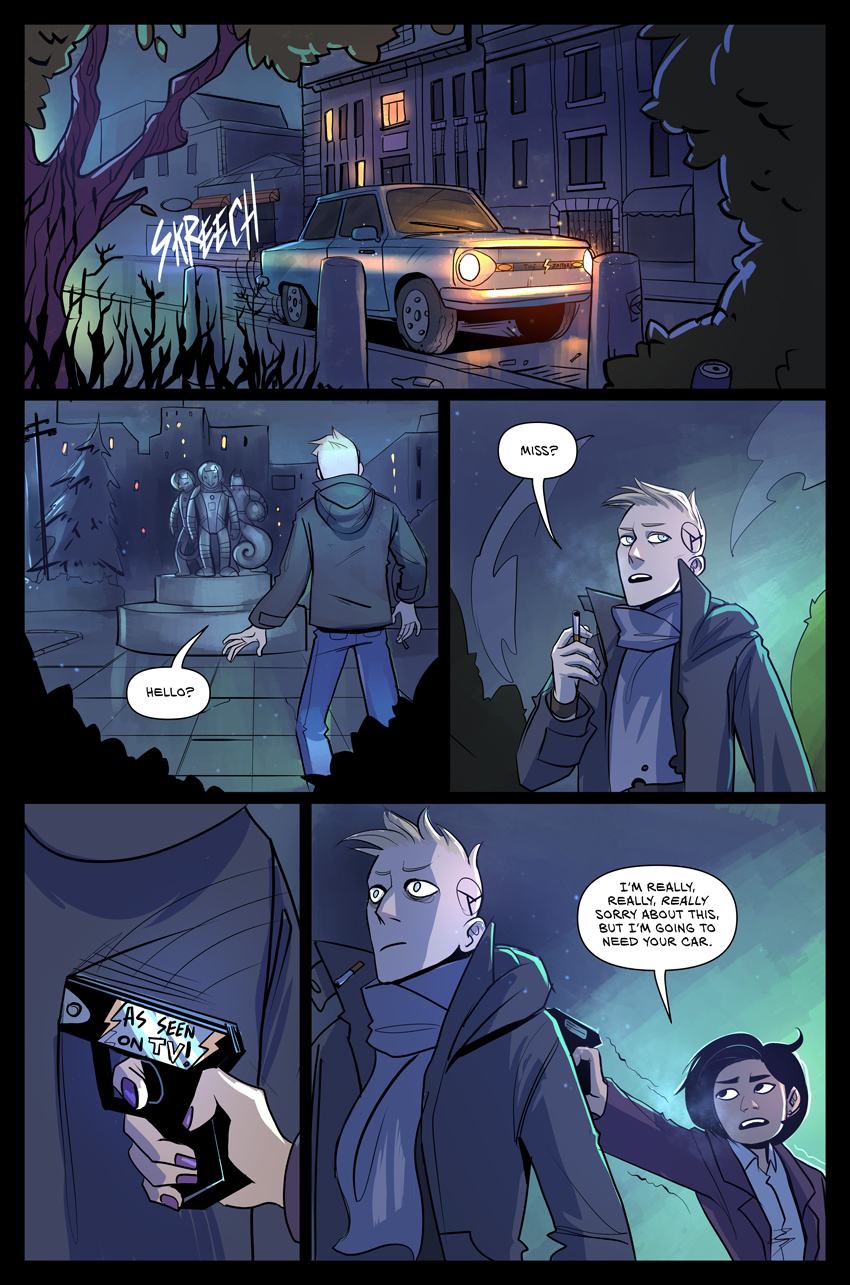 SKREECH
HELLO?
MISS?
AS SEEN
ON TV!
I'M REALLY,
REALLY, REALLY
SORRY ABOUT THIS,
BUT I'M GOING TO
NEED YOUR CAR.